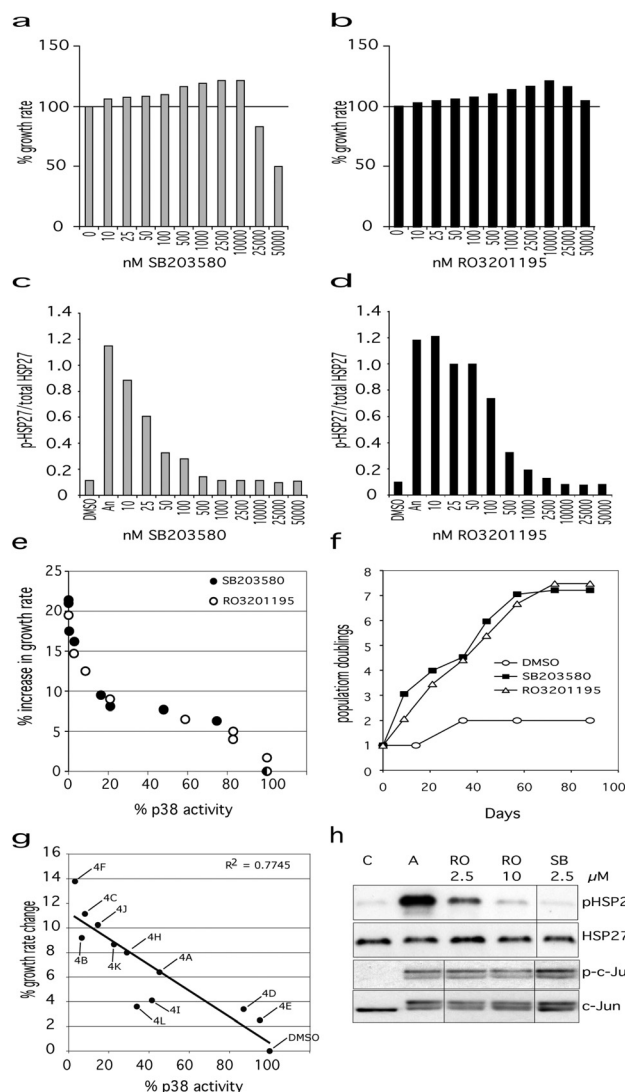 a
150
100
50
0
% growth rate
0 10 25 50 100 500 1000 2500 10000 25000 50000
nM SB203580
b
150
100
50
0
% growth rate
0 10 25 50 100 500 1000 2500 10000 25000 50000
nM RO3201195
c
1.4
1.2
1.0
0.8
0.6
0.4
0.2
0
p-HSP27/total HSP27
DMSO An 10 25 50 100 500 1000 2500 10000 25000 50000
nM SB203580
d
1.4
1.2
1.0
0.8
0.6
0.4
0.2
0
p-HSP27/total HSP27
DMSO An 10 25 50 100 500 1000 2500 10000 25000 50000
nM RO3201195
e
25
20
15
10
5
0
% increase in growth rate
SB203580
RO3201195
0 20 40 60 80 100
% p38 activity
f
8
7
6
5
4
3
2
1
populatiom doublings
DMSO
SB203580
RO3201195
0 20 40 60 80 100
Days
g
16
14
12
10
8
6
4
2
0
% growth rate change
R² = 0.7745
4F
4C
4J
4B
4K
4H
4A
4I
4L
4D
4E
DMSO
0 20 40 60 80 100
% p38 activity
h
C A RO RO SB
2.5 10 2.5 µM
pHSP2
HSP27
p-c-Ju
c-Jun